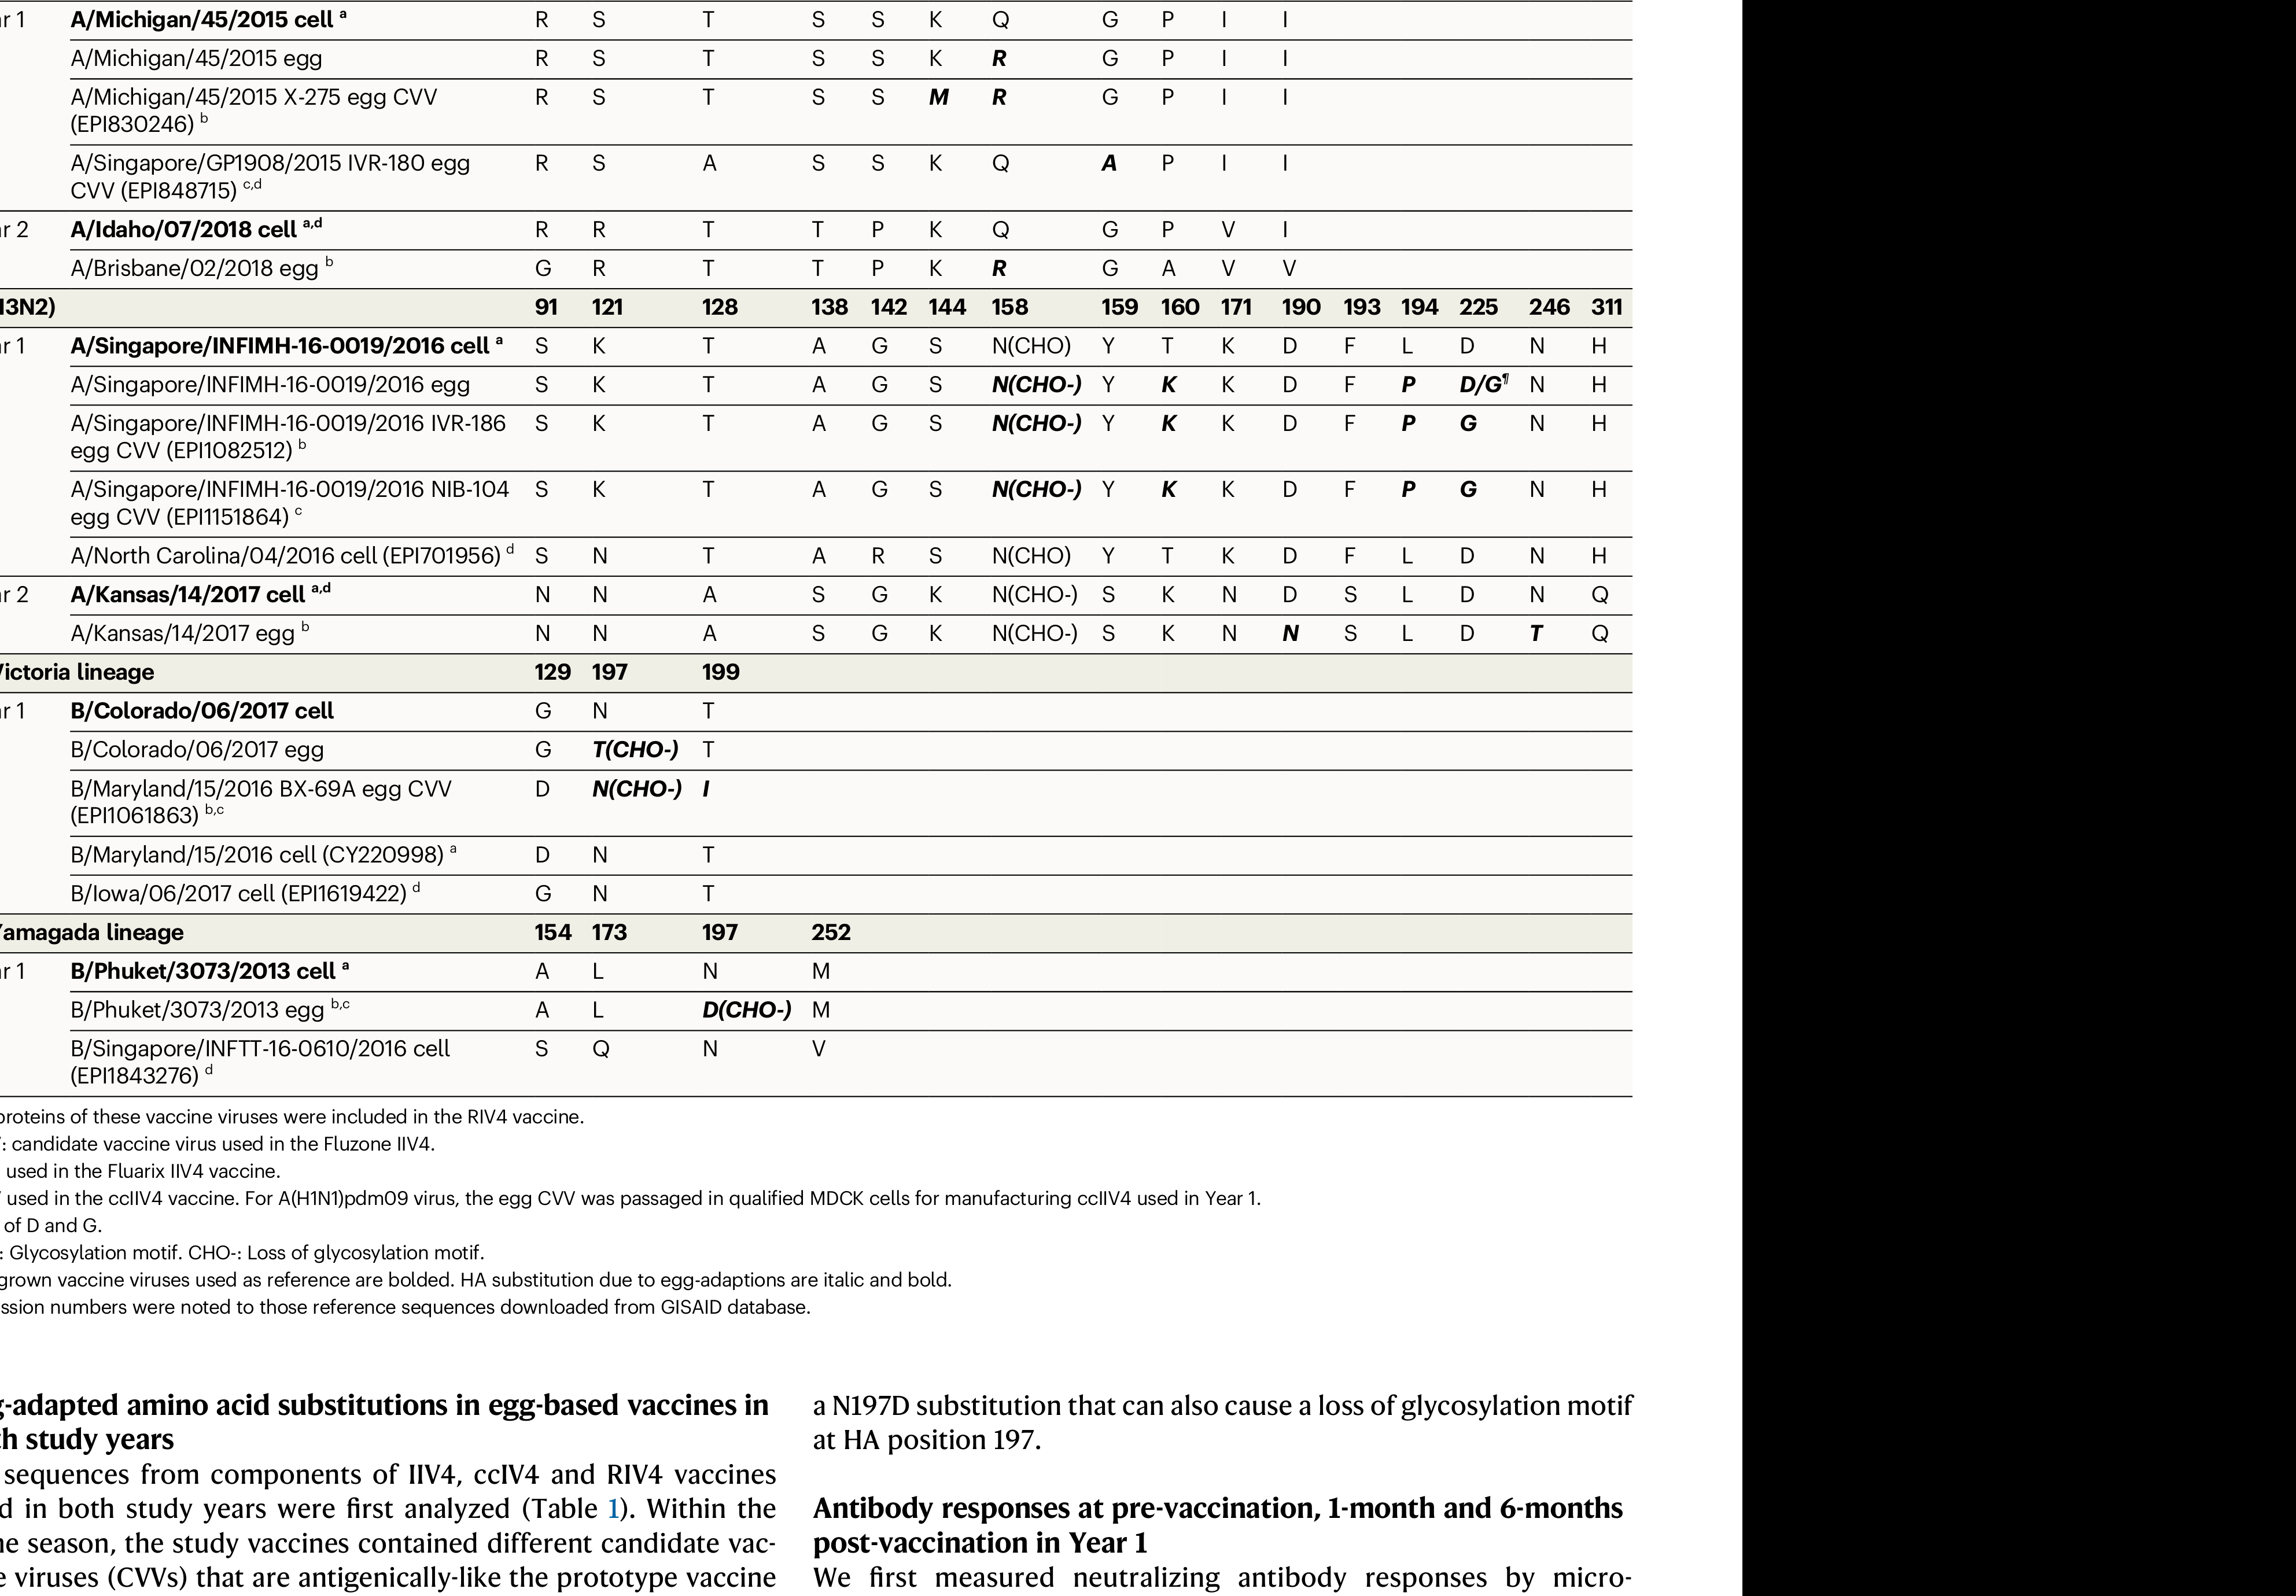 r 1 A/Michigan/45/2015 cell a R S T S S K Q G P I I
A/Michigan/45/2015 egg R S T S S K R G P I I
A/Michigan/45/2015 X-275 egg CVV R S T S S M R G P I I
(EPI830246) b
A/Singapore/GP1908/2015 IVR-180 egg R S A S S K Q A P I I
CVV (EPI848715) c,d
r 2 A/Idaho/07/2018 cell a,d R R T T P K Q G P V I
A/Brisbane/02/2018 egg b G R T T P K R G A V V
3N2) 91 121 128 138 142 144 158 159 160 171 190 193 194 225 246 311
r 1 A/Singapore/INFIMH-16-0019/2016 cell a S K T A G S N(CHO) Y T K D F L D N H
A/Singapore/INFIMH-16-0019/2016 egg S K T A G S N(CHO-) Y K K D F P D/G¶ N H
A/Singapore/INFIMH-16-0019/2016 IVR-186 S K T A G S N(CHO-) Y K K D F P G N H
egg CVV (EPI1082512) b
A/Singapore/INFIMH-16-0019/2016 NIB-104 S K T A G S N(CHO-) Y K K D F P G N H
egg CVV (EPI1151864) c
A/North Carolina/04/2016 cell (EPI701956) d S N T A R S N(CHO) Y T K D F L D N H
r 2 A/Kansas/14/2017 cell a,d N N A S G K N(CHO-) S K N D S L D N Q
A/Kansas/14/2017 egg b N N A S G K N(CHO-) S K N N S L D T Q
Victoria lineage 129 197 199
r 1 B/Colorado/06/2017 cell G N T
B/Colorado/06/2017 egg G T(CHO-) T
B/Maryland/15/2016 BX-69A egg CVV D N(CHO-) I
(EPI1061863) b,c
B/Maryland/15/2016 cell (CY220998) a D N T
B/Iowa/06/2017 cell (EPI1619422) d G N T
Yamagada lineage 154 173 197 252
r 1 B/Phuket/3073/2013 cell a A L N M
B/Phuket/3073/2013 egg b,c A L D(CHO-) M
B/Singapore/INFTT-16-0610/2016 cell S Q N V
(EPI1843276) d
proteins of these vaccine viruses were included in the RIV4 vaccine.
: candidate vaccine virus used in the Fluzone IIV4.
used in the Fluarix IIV4 vaccine.
used in the ccIIV4 vaccine. For A(H1N1)pdm09 virus, the egg CVV was passaged in qualified MDCK cells for manufacturing ccIIV4 used in Year 1.
of D and G.
: Glycosylation motif. CHO-: Loss of glycosylation motif.
grown vaccine viruses used as reference are bolded. HA substitution due to egg-adaptions are italic and bold.
ssion numbers were noted to those reference sequences downloaded from GISAID database.
g-adapted amino acid substitutions in egg-based vaccines in
th study years
sequences from components of IIV4, ccIV4 and RIV4 vaccines
d in both study years were first analyzed (Table 1). Within the
e season, the study vaccines contained different candidate vac-
e viruses (CVVs) that are antigenically-like the prototype vaccine
a N197D substitution that can also cause a loss of glycosylation motif
at HA position 197.
Antibody responses at pre-vaccination, 1-month and 6-months
post-vaccination in Year 1
We first measured neutralizing antibody responses by micro-